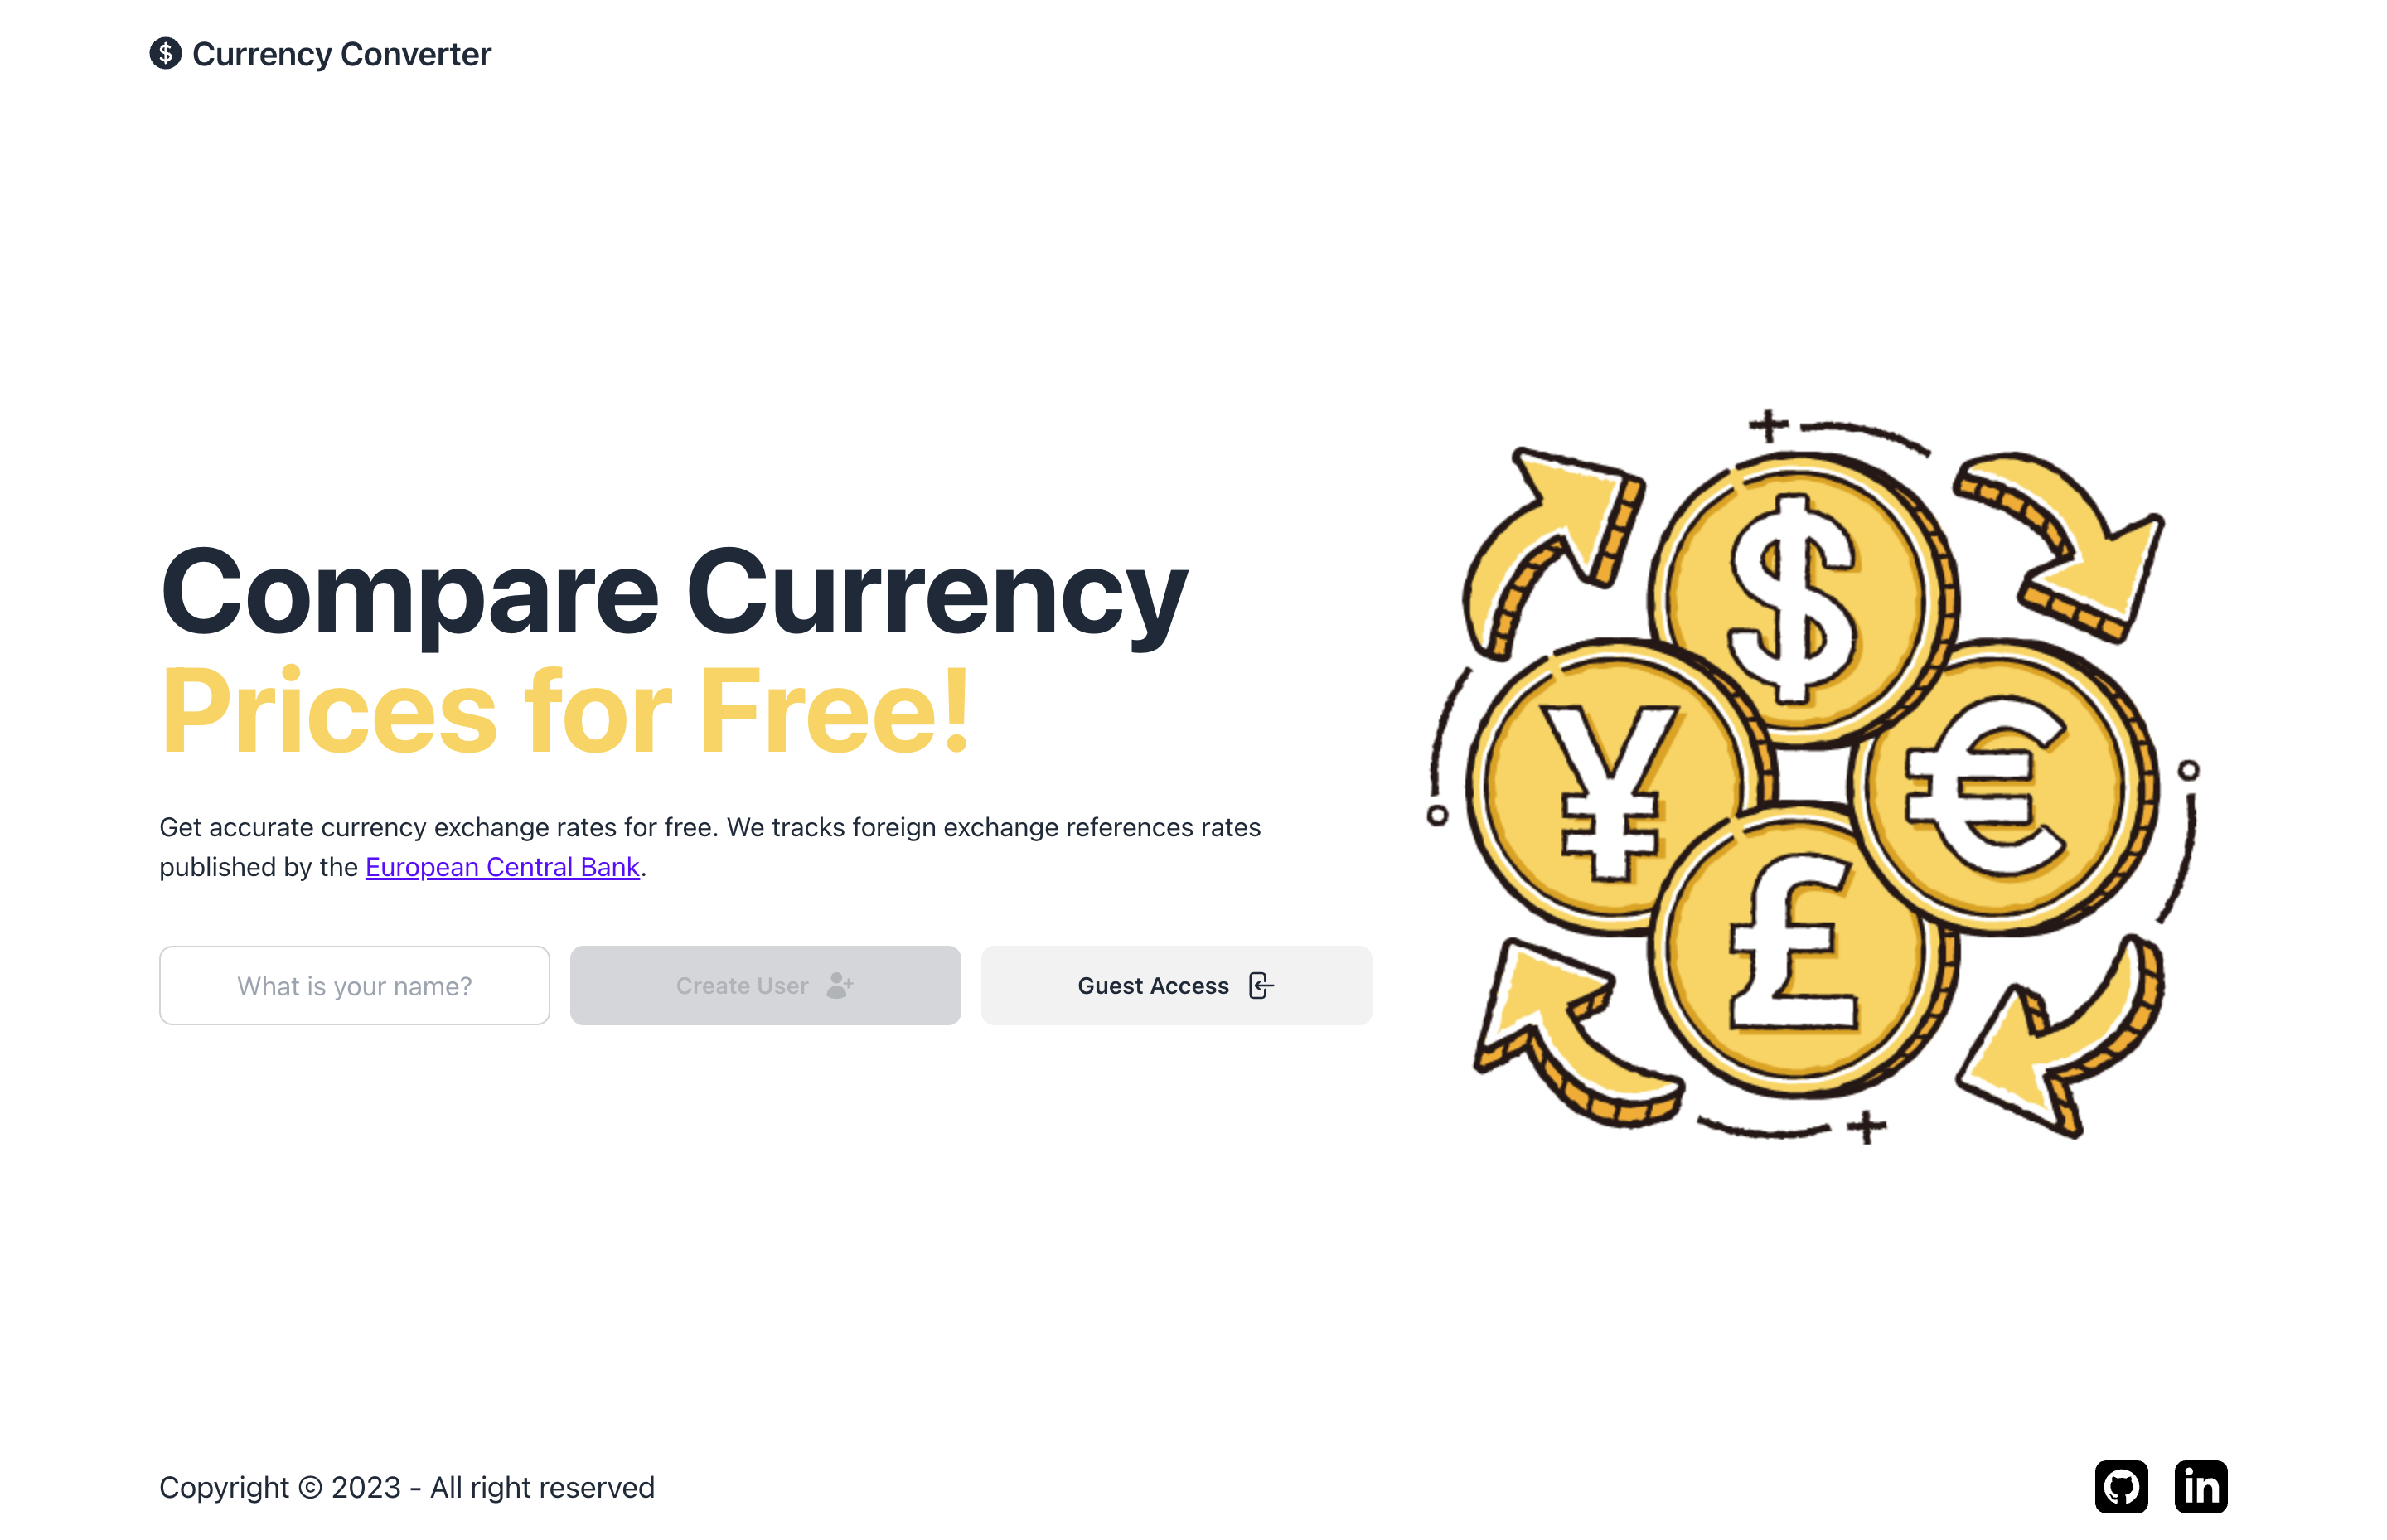 $ Currency Converter
Compare Currency
Prices for Free!
Get accurate currency exchange rates for free. We tracks foreign exchange references rates
published by the European Central Bank.
What is your name?
Create User
Guest Access
$
¥
€
£
Copyright © 2023 - All right reserved
in